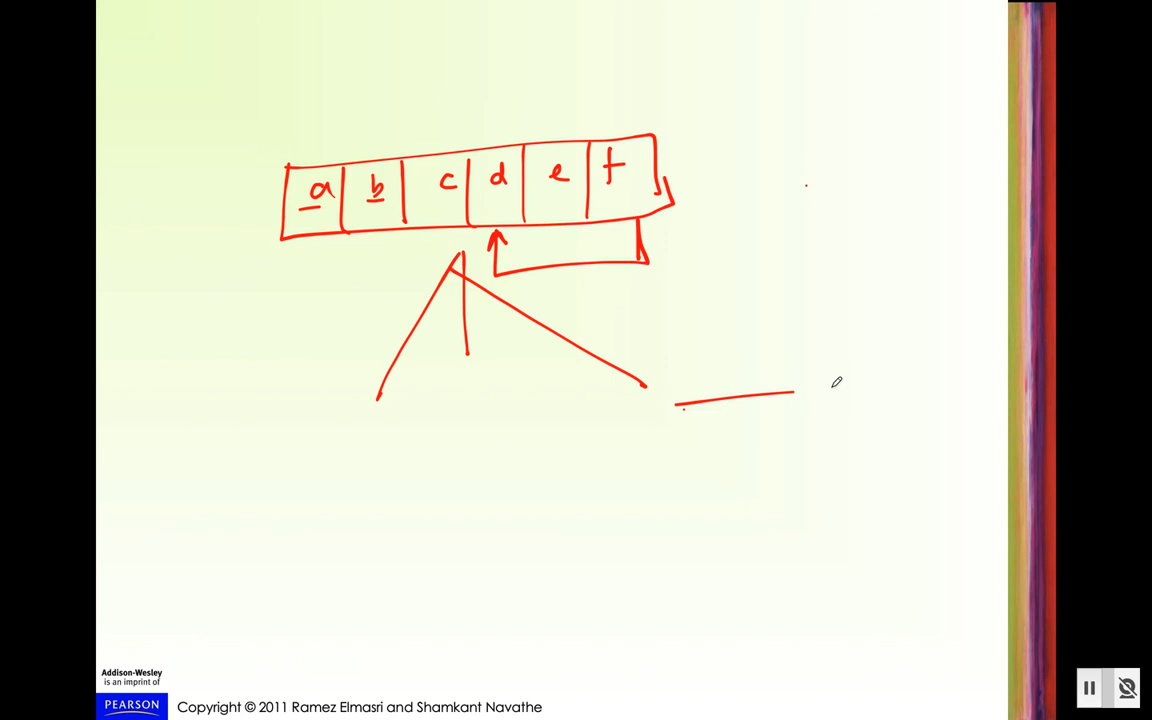 a b c d e f
Addison-Wesley
is an imprint of
PEARSON
Copyright © 2011 Ramez Elmasri and Shamkant Navathe